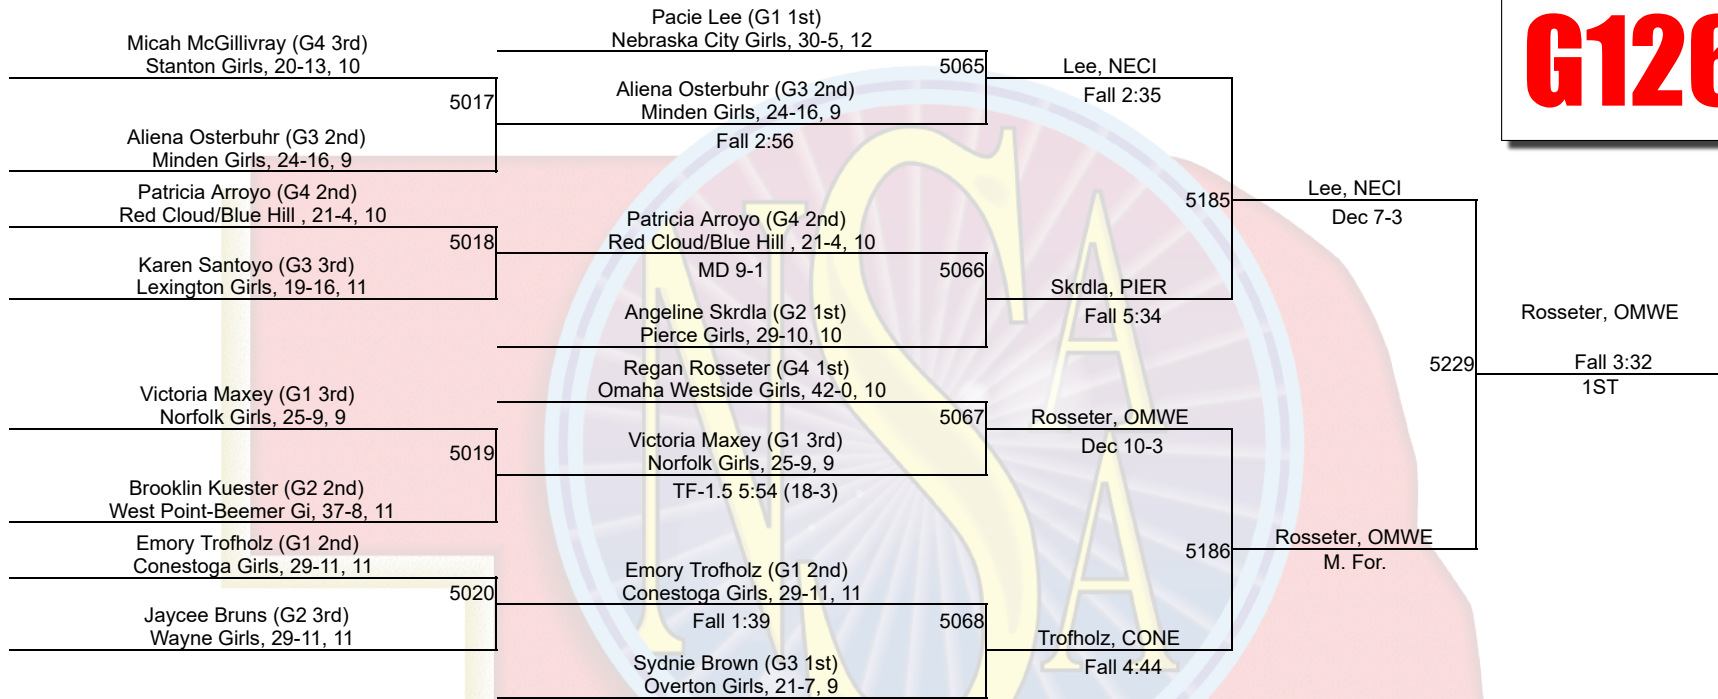 G126
Micah McGillivray (G4 3rd)
Stanton Girls, 20-13, 10
5017
Aliena Osterbuhr (G3 2nd)
Minden Girls, 24-16, 9
Patricia Arroyo (G4 2nd)
Red Cloud/Blue Hill , 21-4, 10
5018
Karen Santoyo (G3 3rd)
Lexington Girls, 19-16, 11
Victoria Maxey (G1 3rd)
Norfolk Girls, 25-9, 9
5019
Brooklin Kuester (G2 2nd)
West Point-Beemer Gi, 37-8, 11
Emory Trofholz (G1 2nd)
Conestoga Girls, 29-11, 11
5020
Jaycee Bruns (G2 3rd)
Wayne Girls, 29-11, 11
Pacie Lee (G1 1st)
Nebraska City Girls, 30-5, 12
5065
Aliena Osterbuhr (G3 2nd)
Minden Girls, 24-16, 9
Fall 2:56
Patricia Arroyo (G4 2nd)
Red Cloud/Blue Hill , 21-4, 10
MD 9-1
5066
Angeline Skrdla (G2 1st)
Pierce Girls, 29-10, 10
Regan Rosseter (G4 1st)
Omaha Westside Girls, 42-0, 10
5067
Victoria Maxey (G1 3rd)
Norfolk Girls, 25-9, 9
TF-1.5 5:54 (18-3)
Emory Trofholz (G1 2nd)
Conestoga Girls, 29-11, 11
Fall 1:39
5068
Sydnie Brown (G3 1st)
Overton Girls, 21-7, 9
Lee, NECI
Fall 2:35
5185
Skrdla, PIER
Fall 5:34
Rosseter, OMWE
Dec 10-3
5186
Trofholz, CONE
Fall 4:44
Lee, NECI
Dec 7-3
5229
Rosseter, OMWE
M. For.
Rosseter, OMWE
Fall 3:32
1ST
NSAA